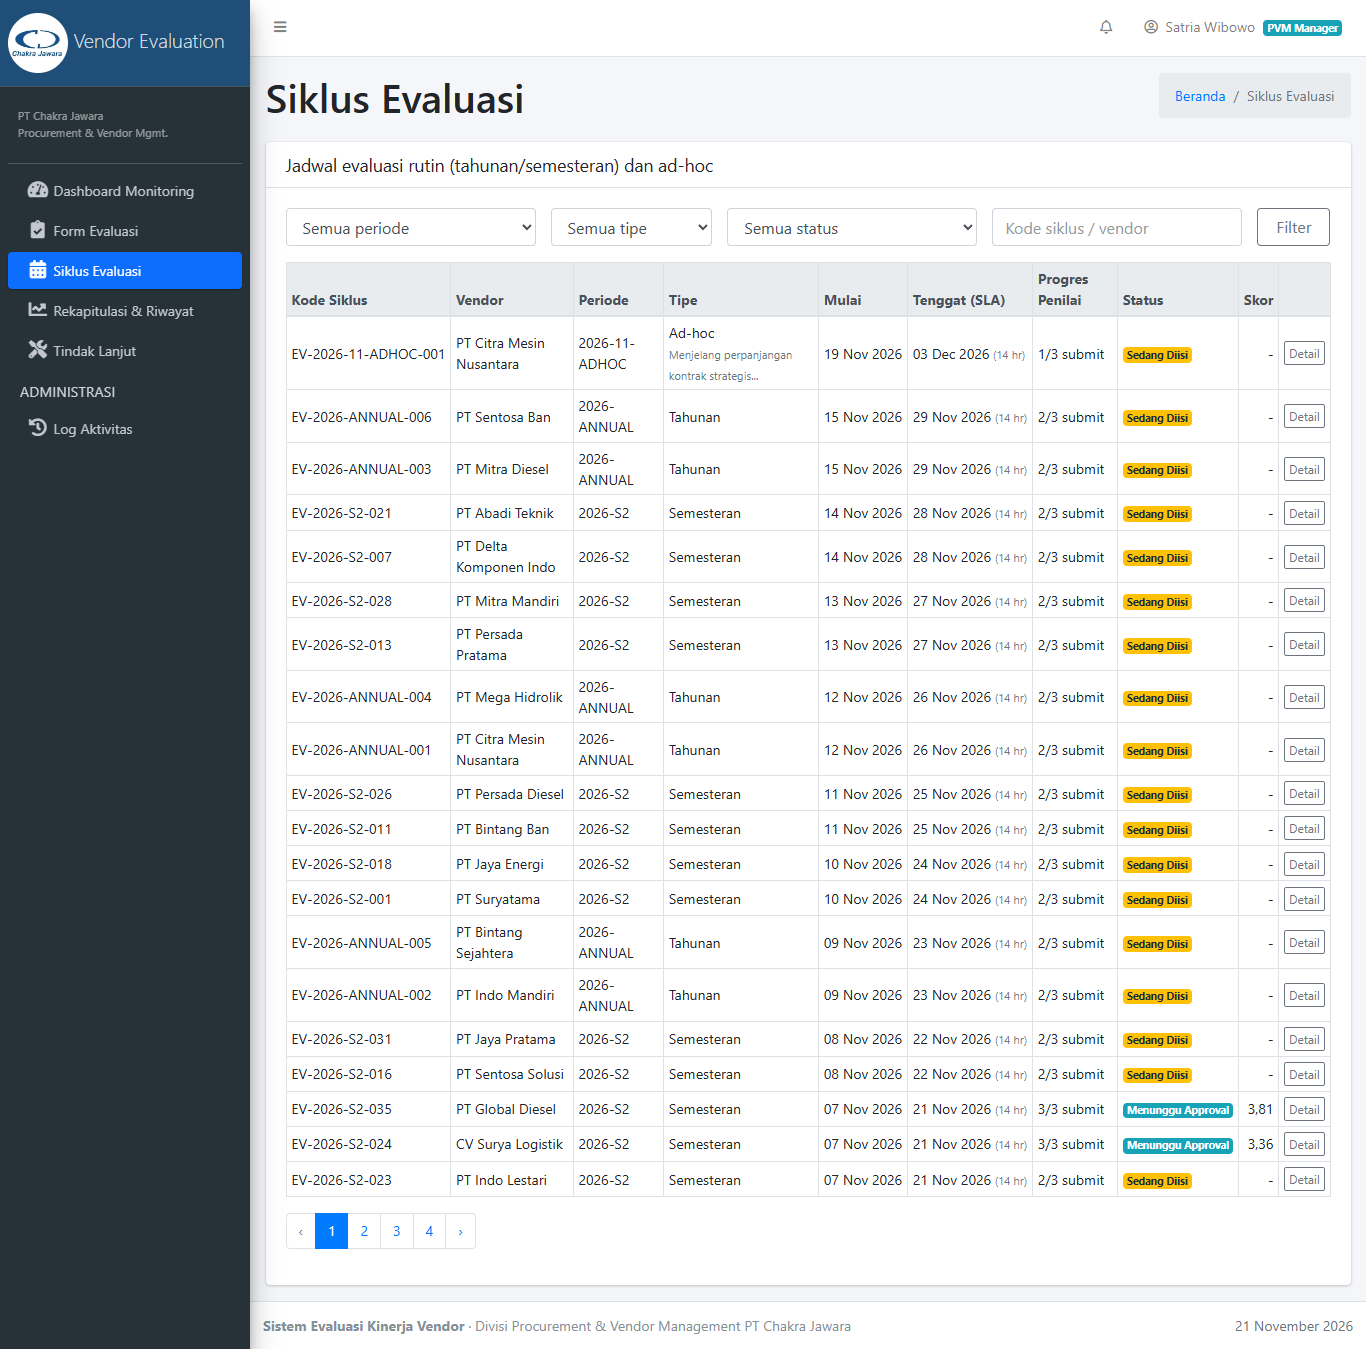 Chakra Jawara
Vendor Evaluation
Satria Wibowo PVM Manager
PT Chakra Jawara
Procurement & Vendor Mgmt.
Dashboard Monitoring
Form Evaluasi
Siklus Evaluasi
Rekapitulasi & Riwayat
Tindak Lanjut
ADMINISTRASI
Log Aktivitas
Siklus Evaluasi
Beranda / Siklus Evaluasi
Jadwal evaluasi rutin (tahunan/semesteran) dan ad-hoc
Semua periode Semua tipe Semua status Kode siklus / vendor Filter
Kode Siklus Vendor Periode Tipe Mulai Tenggat (SLA) Progres Penilai Status Skor
EV-2026-11-ADHOC-001 PT Citra Mesin Nusantara 2026-11-ADHOC Ad-hoc Menjelang perpanjangan kontrak strategis... 19 Nov 2026 03 Dec 2026 (14 hr) 1/3 submit Sedang Diisi - Detail
EV-2026-ANNUAL-006 PT Sentosa Ban 2026-ANNUAL Tahunan 15 Nov 2026 29 Nov 2026 (14 hr) 2/3 submit Sedang Diisi - Detail
EV-2026-ANNUAL-003 PT Mitra Diesel 2026-ANNUAL Tahunan 15 Nov 2026 29 Nov 2026 (14 hr) 2/3 submit Sedang Diisi - Detail
EV-2026-S2-021 PT Abadi Teknik 2026-S2 Semesteran 14 Nov 2026 28 Nov 2026 (14 hr) 2/3 submit Sedang Diisi - Detail
EV-2026-S2-007 PT Delta Komponen Indo 2026-S2 Semesteran 14 Nov 2026 28 Nov 2026 (14 hr) 2/3 submit Sedang Diisi - Detail
EV-2026-S2-028 PT Mitra Mandiri 2026-S2 Semesteran 13 Nov 2026 27 Nov 2026 (14 hr) 2/3 submit Sedang Diisi - Detail
EV-2026-S2-013 PT Persada Pratama 2026-S2 Semesteran 13 Nov 2026 27 Nov 2026 (14 hr) 2/3 submit Sedang Diisi - Detail
EV-2026-ANNUAL-004 PT Mega Hidrolik 2026-ANNUAL Tahunan 12 Nov 2026 26 Nov 2026 (14 hr) 2/3 submit Sedang Diisi - Detail
EV-2026-ANNUAL-001 PT Citra Mesin Nusantara 2026-ANNUAL Tahunan 12 Nov 2026 26 Nov 2026 (14 hr) 2/3 submit Sedang Diisi - Detail
EV-2026-S2-026 PT Persada Diesel 2026-S2 Semesteran 11 Nov 2026 25 Nov 2026 (14 hr) 2/3 submit Sedang Diisi - Detail
EV-2026-S2-011 PT Bintang Ban 2026-S2 Semesteran 11 Nov 2026 25 Nov 2026 (14 hr) 2/3 submit Sedang Diisi - Detail
EV-2026-S2-018 PT Jaya Energi 2026-S2 Semesteran 10 Nov 2026 24 Nov 2026 (14 hr) 2/3 submit Sedang Diisi - Detail
EV-2026-S2-001 PT Suryatama 2026-S2 Semesteran 10 Nov 2026 24 Nov 2026 (14 hr) 2/3 submit Sedang Diisi - Detail
EV-2026-ANNUAL-005 PT Bintang Sejahtera 2026-ANNUAL Tahunan 09 Nov 2026 23 Nov 2026 (14 hr) 2/3 submit Sedang Diisi - Detail
EV-2026-ANNUAL-002 PT Indo Mandiri 2026-ANNUAL Tahunan 09 Nov 2026 23 Nov 2026 (14 hr) 2/3 submit Sedang Diisi - Detail
EV-2026-S2-031 PT Jaya Pratama 2026-S2 Semesteran 08 Nov 2026 22 Nov 2026 (14 hr) 2/3 submit Sedang Diisi - Detail
EV-2026-S2-016 PT Sentosa Solusi 2026-S2 Semesteran 08 Nov 2026 22 Nov 2026 (14 hr) 2/3 submit Sedang Diisi - Detail
EV-2026-S2-035 PT Global Diesel 2026-S2 Semesteran 07 Nov 2026 21 Nov 2026 (14 hr) 3/3 submit Menunggu Approval 3,81 Detail
EV-2026-S2-024 CV Surya Logistik 2026-S2 Semesteran 07 Nov 2026 21 Nov 2026 (14 hr) 3/3 submit Menunggu Approval 3,36 Detail
EV-2026-S2-023 PT Indo Lestari 2026-S2 Semesteran 07 Nov 2026 21 Nov 2026 (14 hr) 2/3 submit Sedang Diisi - Detail
‹ 1 2 3 4 ›
Sistem Evaluasi Kinerja Vendor · Divisi Procurement & Vendor Management PT Chakra Jawara
21 November 2026